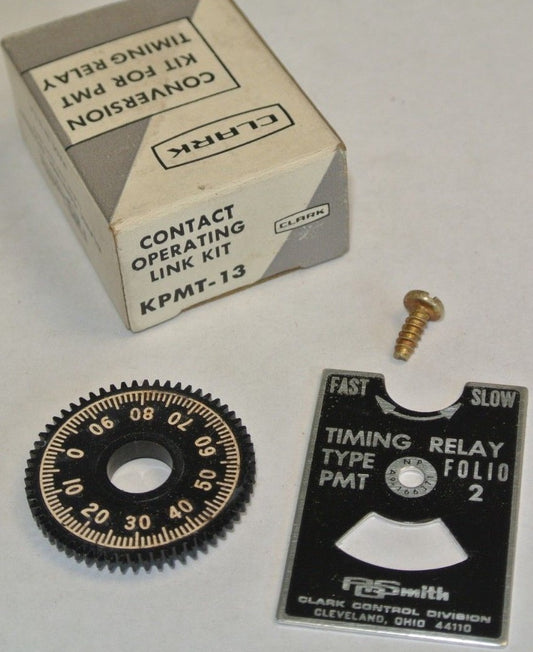 CONVERSION
KIT FOR PMT
TIMING RELAY
CLARK
CONTACT
OPERATING
LINK KIT
KPMT-13
CLARK
0
10
20
30
40
50
60
70
80
90
FAST SLOW
TIMING RELAY
TYPE FOLIO
PMT 2
AOSmith
CLARK CONTROL DIVISION
CLEVELAND, OHIO 44110